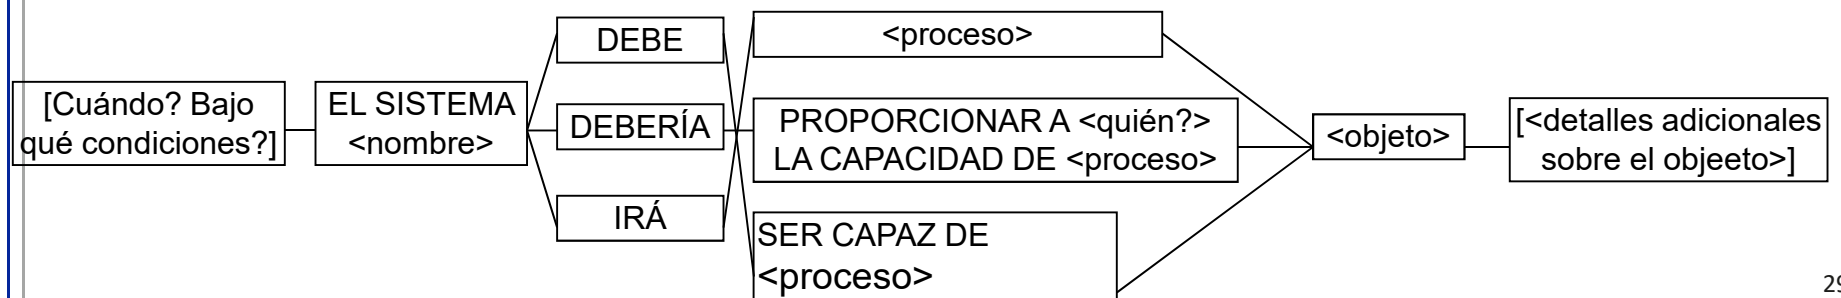 [Cuándo? Bajo
qué condiciones?]
EL SISTEMA
<nombre>
DEBE
DEBERÍA
IRÁ
<proceso>
PROPORCIONAR A <quién?>
LA CAPACIDAD DE <proceso>
SER CAPAZ DE
<proceso>
<objeto>
[<detalles adicionales
sobre el objeeto>]
29